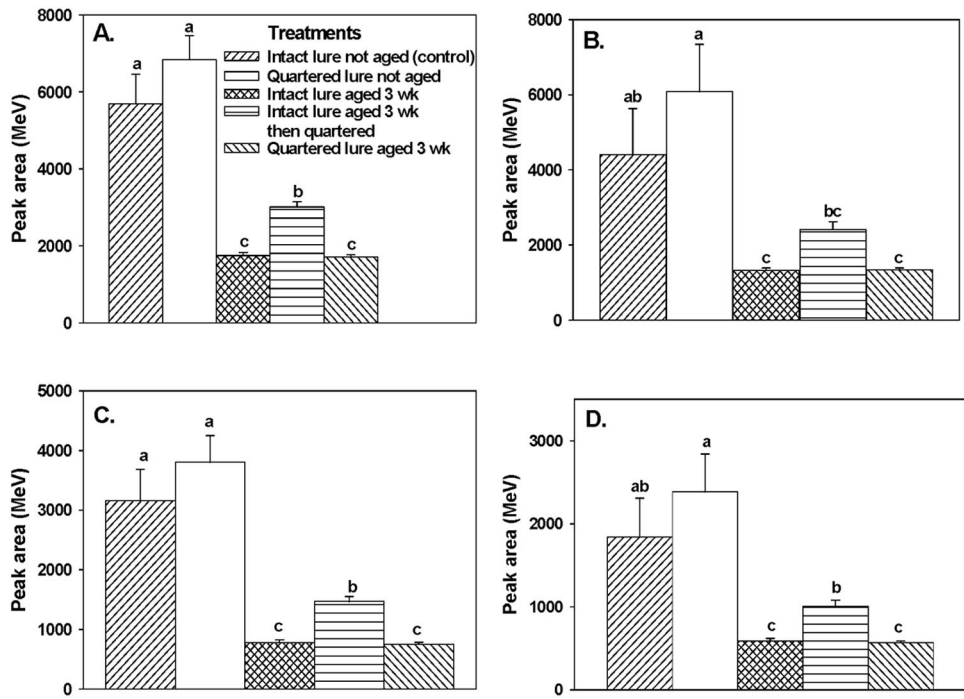 A.
Treatments
Intact lure not aged (control)
Quartered lure not aged
Intact lure aged 3 wk
Intact lure aged 3 wk
then quartered
Quartered lure aged 3 wk
Peak area (MeV)
8000
6000
4000
2000
0
a
a
c
b
c
B.
Peak area (MeV)
8000
6000
4000
2000
0
ab
a
c
bc
c
C.
Peak area (MeV)
5000
4000
3000
2000
1000
0
a
a
c
b
c
D.
Peak area (MeV)
3000
2000
1000
0
ab
a
c
b
c